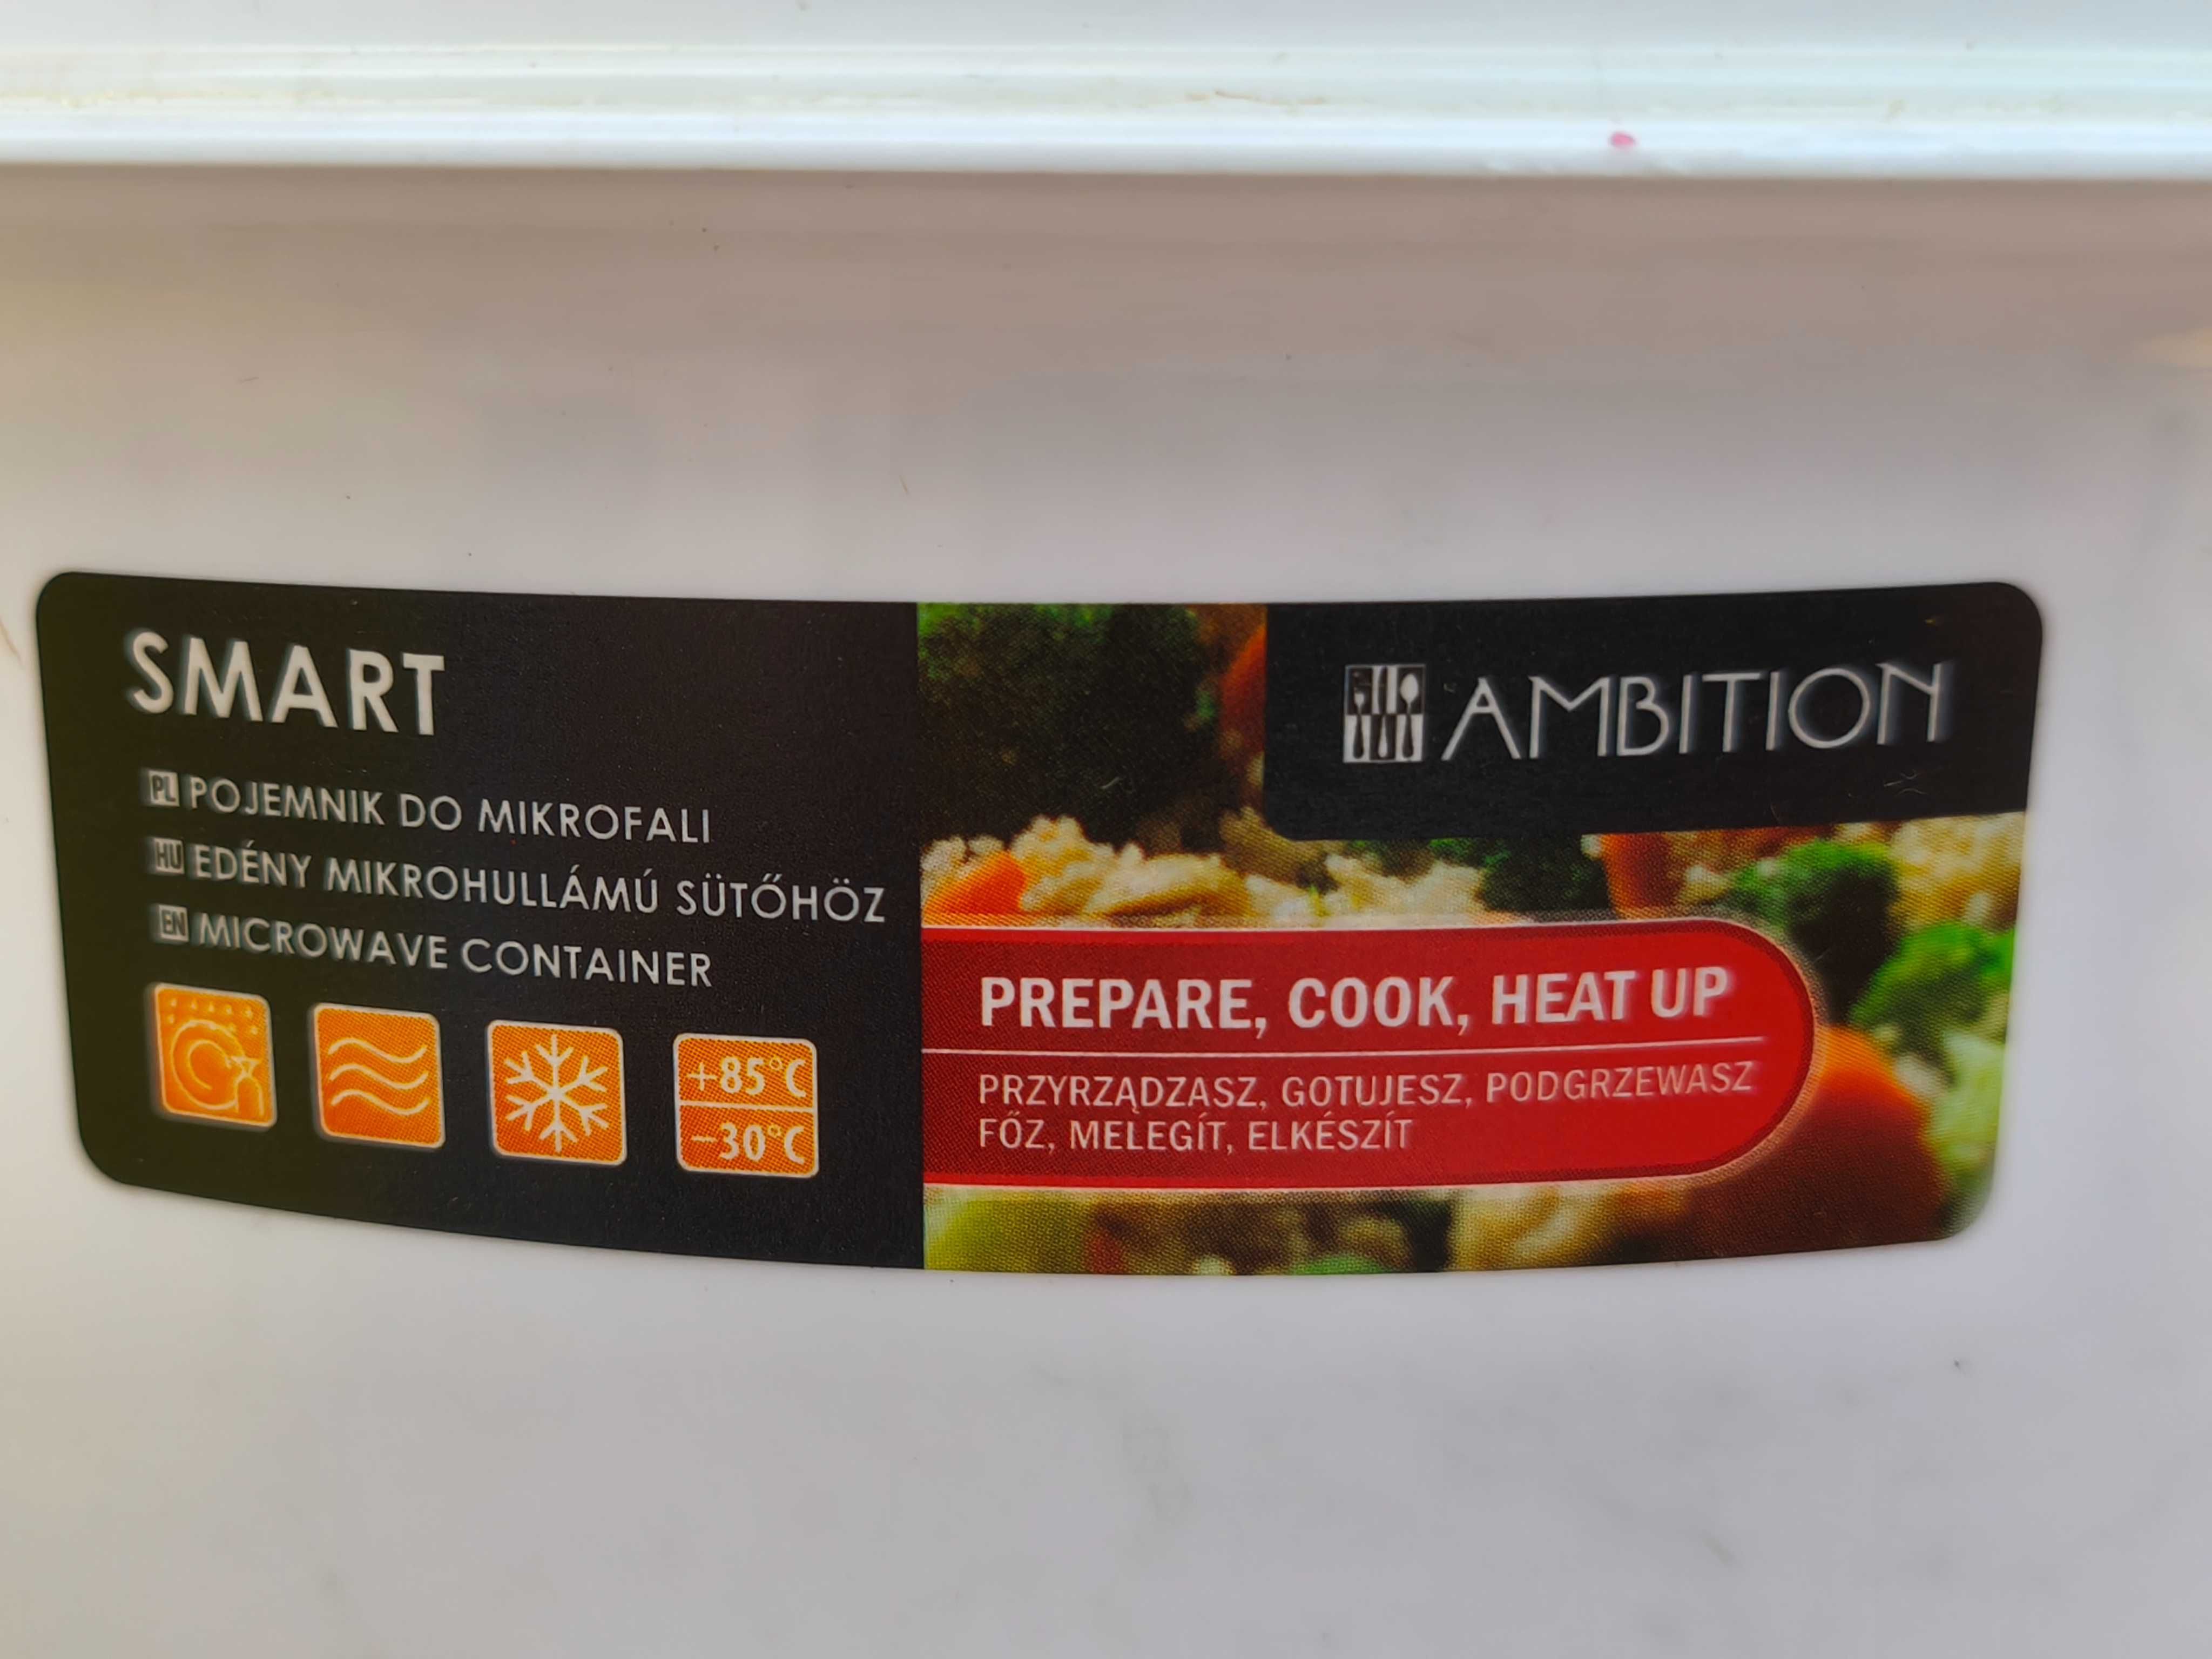 SMART
PL POJEMNIK DO MIKROFALI
HU EDÉNY MIKROHULLÁMÚ SÜTŐHÖZ
EN MICROWAVE CONTAINER
+85°C
-30°C
AMBITION
PREPARE, COOK, HEAT UP
PRZYRZĄDZASZ, GOTUJESZ, PODGRZEWASZ
FŐZ, MELEGÍT, ELKÉSZÍT